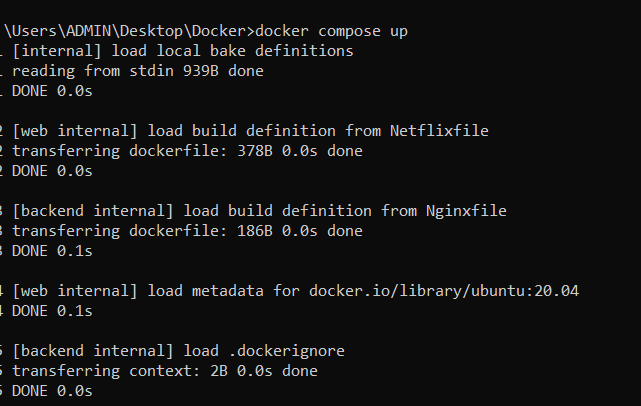 \Users\ADMIN\Desktop\Docker>docker compose up
[internal] load local bake definitions
reading from stdin 939B done
DONE 0.0s
2 [web internal] load build definition from Netflixfile
2 transferring dockerfile: 378B 0.0s done
2 DONE 0.0s
3 [backend internal] load build definition from Nginxfile
3 transferring dockerfile: 186B 0.0s done
3 DONE 0.1s
4 [web internal] load metadata for docker.io/library/ubuntu:20.04
4 DONE 0.1s
5 [backend internal] load .dockerignore
5 transferring context: 2B 0.0s done
5 DONE 0.0s